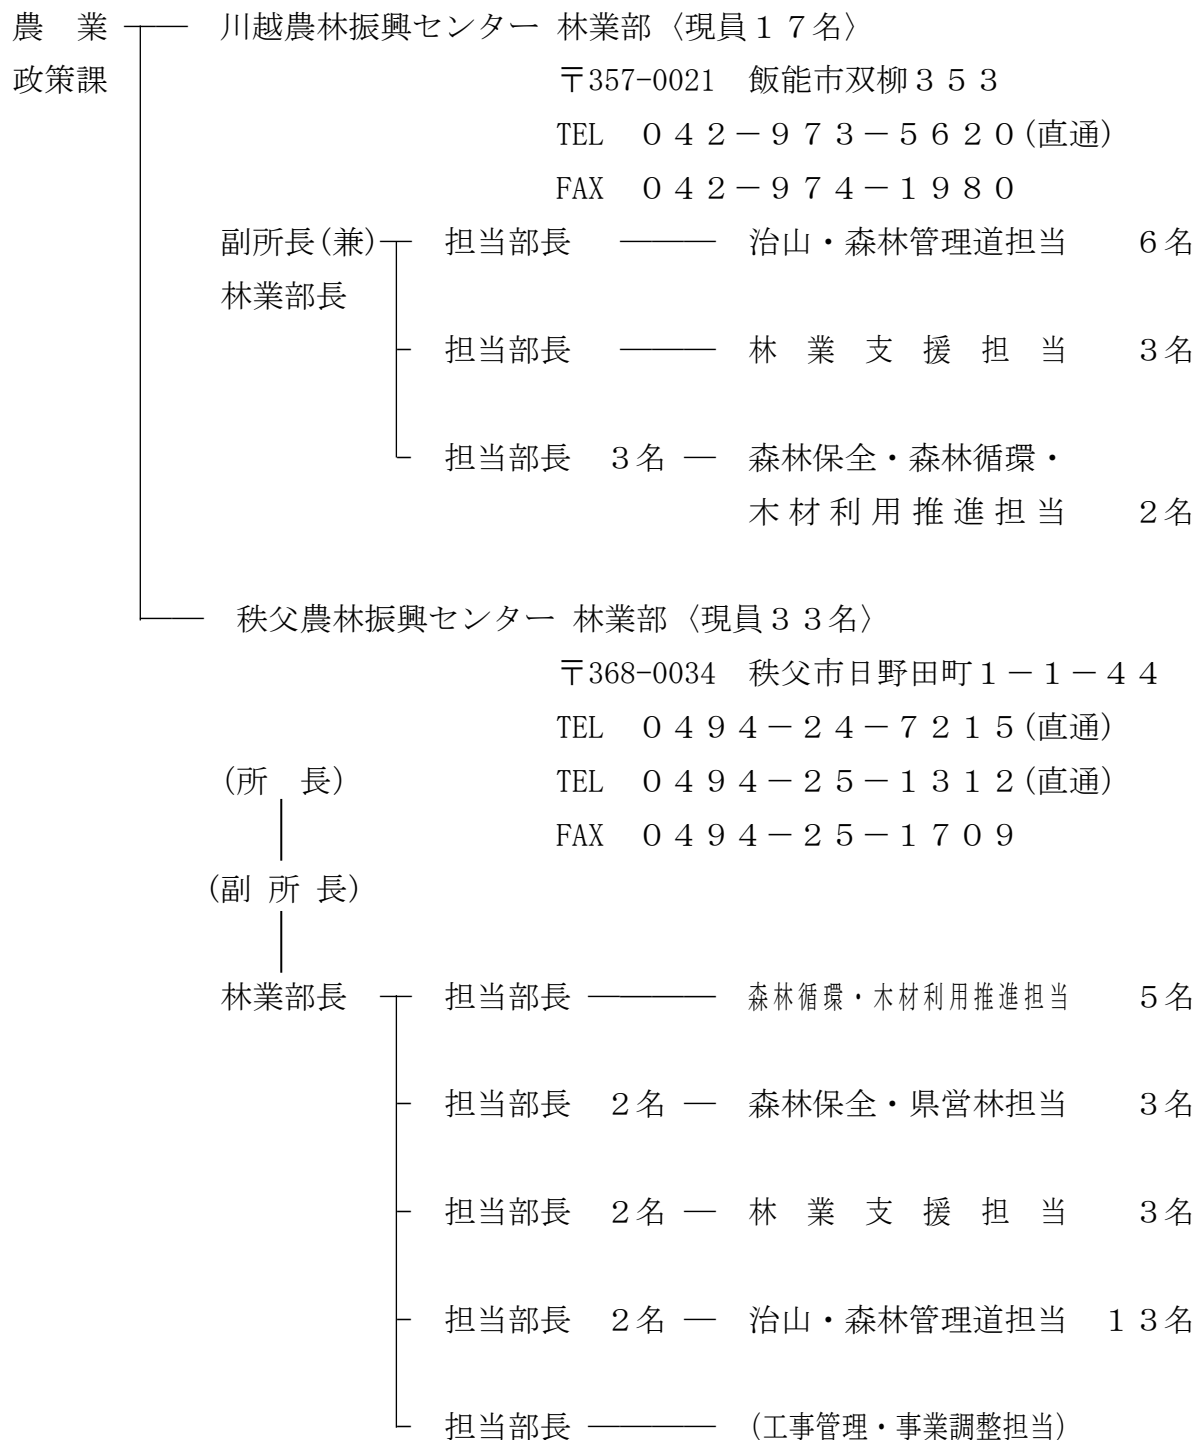 農　業　川越農林振興センター 林業部〈現員１７名〉
政策課　〒357-0021　飯能市双柳３５３
TEL　０４２－９７３－５６２０(直通)
FAX　０４２－９７４－１９８０
副所長(兼)　担当部長　治山・森林管理道担当　６名
林業部長
担当部長　林　業　支　援　担　当　３名
担当部長　３名　森林保全・森林循環・
木材利用推進担当　２名
秩父農林振興センター 林業部〈現員３３名〉
〒368-0034　秩父市日野田町１－１－４４
TEL　０４９４－２４－７２１５(直通)
(所　長)　TEL　０４９４－２５－１３１２(直通)
FAX　０４９４－２５－１７０９
(副 所 長)
林業部長　担当部長　森林循環・木材利用推進担当　５名
担当部長　２名　森林保全・県営林担当　３名
担当部長　２名　林　業　支　援　担　当　３名
担当部長　２名　治山・森林管理道担当　１３名
担当部長　(工事管理・事業調整担当)